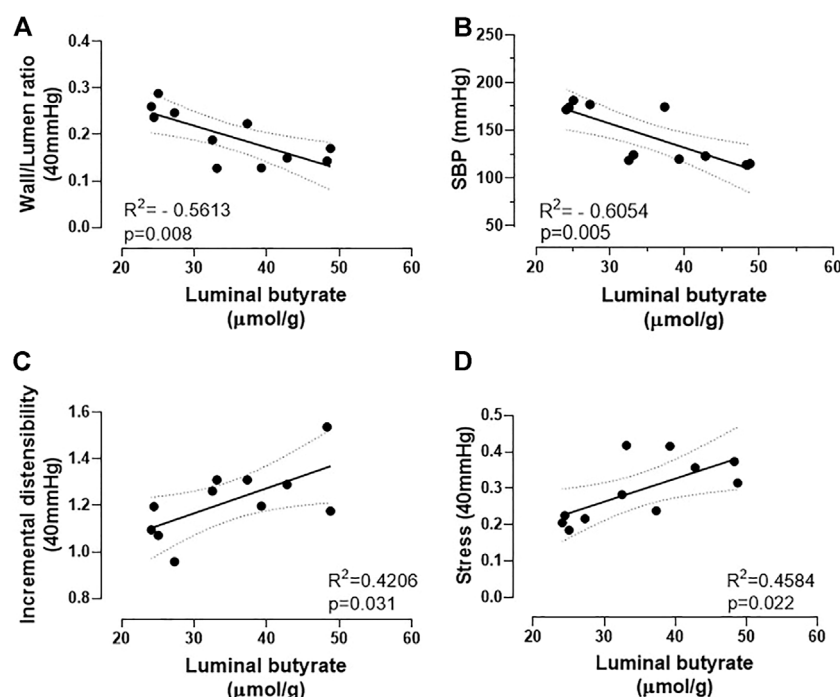 A
Wall/Lumen ratio
(40mmHg)
0.4
0.3
0.2
0.1
0.0
R²= - 0.5613
p=0.008
20 30 40 50 60
Luminal butyrate
(μmol/g)
B
SBP (mmHg)
250
200
150
100
50
R²= - 0.6054
p=0.005
20 30 40 50 60
Luminal butyrate
(μmol/g)
C
Incremental distensibility
(40mmHg)
1.6
1.4
1.2
1.0
0.8
R²=0.4206
p=0.031
20 30 40 50 60
Luminal butyrate
(μmol/g)
D
Stress (40mmHg)
0.5
0.4
0.3
0.2
0.1
0.0
R²=0.4584
p=0.022
20 30 40 50 60
Luminal butyrate
(μmol/g)